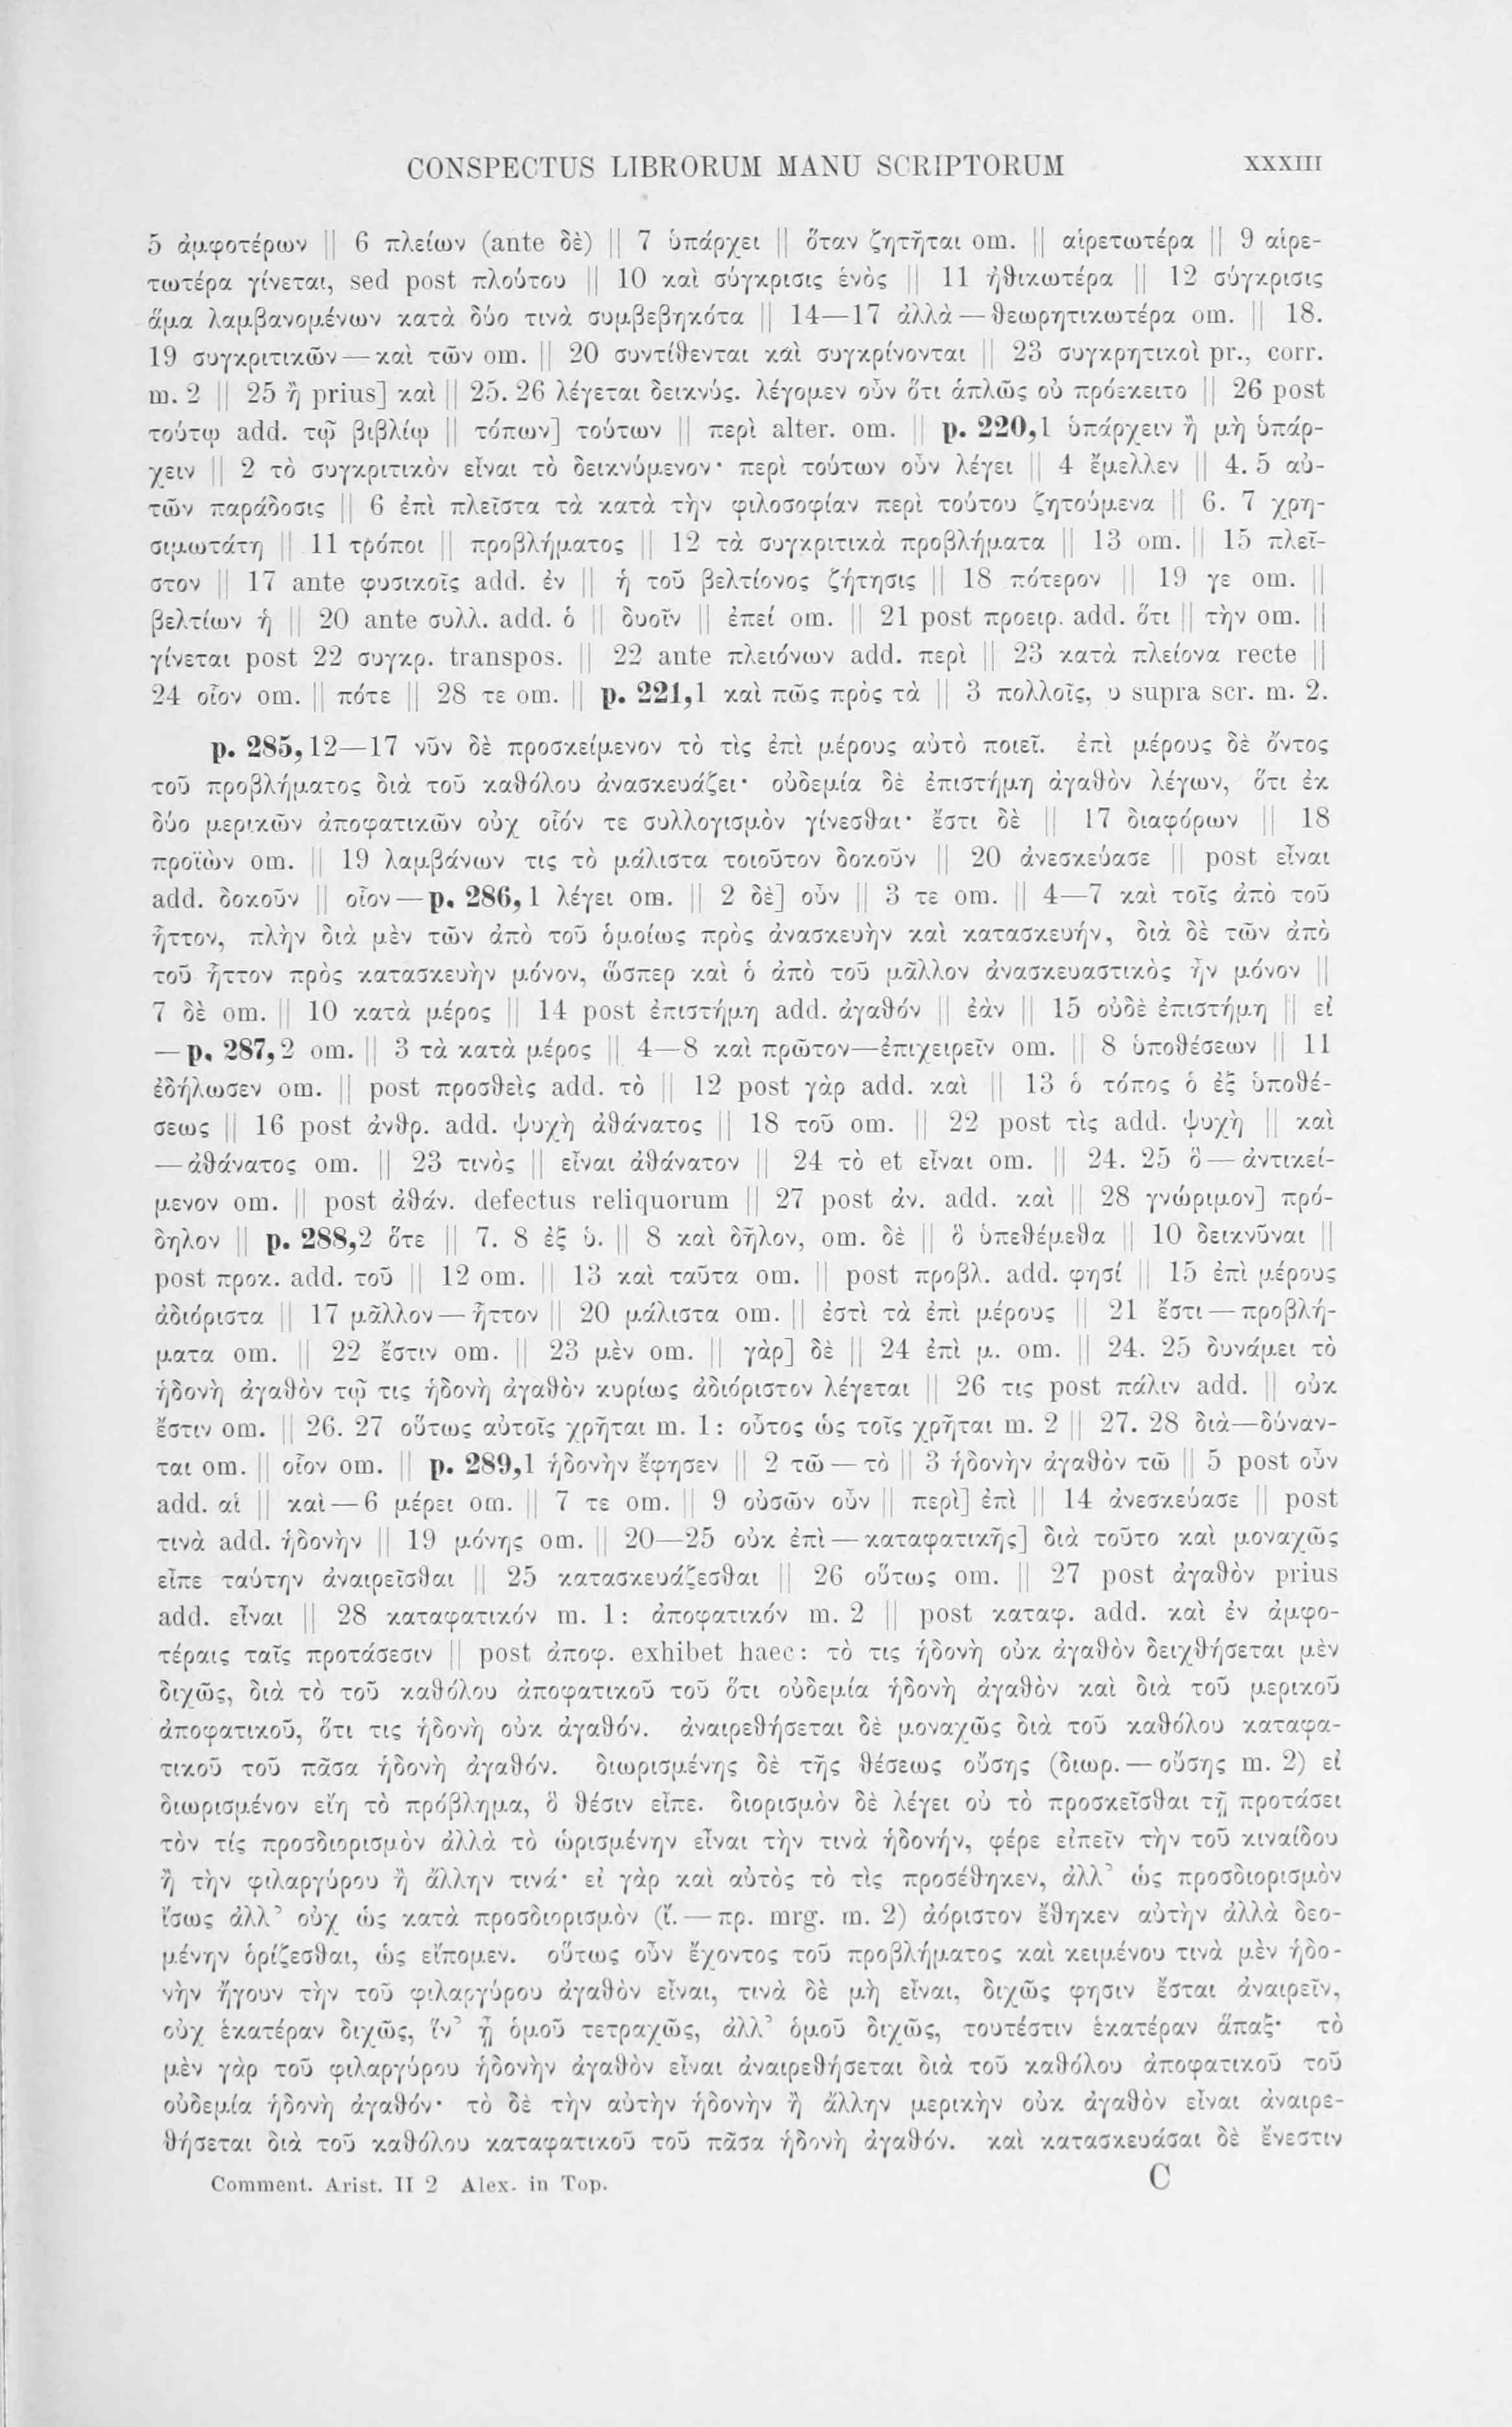 CONSPECTUS LIBRORUM MANU SCRIPTORUM XXXIII
5 ἀμφοτέρων || 6 πλείων (ante δὲ) || 7 ὑπάρχει || ὅταν ζητῆται om. || αἱρετωτέρα || 9 αἱρε-
τωτέρα γίνεται, sed post πλούτου || 10 καὶ σύγκρισις ἑνὸς || 11 ἠθικωτέρα || 12 σύγκρισις
ἅμα λαμβανομένων κατὰ δύο τινὰ συμβεβηκότα || 14—17 ἀλλὰ — θεωρητικωτέρα om. || 18.
19 συγκριτικῶν — καὶ τῶν om. || 20 συντίθενται καὶ συγκρίνονται || 23 συγκρητικοὶ pr., corr.
m. 2 || 25 ἢ prius] καὶ || 25. 26 λέγεται δεικνύς. λέγομεν οὖν ὅτι ἁπλῶς οὐ πρόεκειτο || 26 post
τούτῳ add. τῷ βιβλίῳ || τόπων] τούτων || περὶ alter. om. || p. 220,1 ὑπάρχειν ἢ μὴ ὑπάρ-
χειν || 2 τὸ συγκριτικὸν εἶναι τὸ δεικνύμενον· περὶ τούτων οὖν λέγει || 4 ἔμελλεν || 4. 5 αὐ-
τῶν παράδοσις || 6 ἐπὶ πλεῖστα τὰ κατὰ τὴν φιλοσοφίαν περὶ τούτου ζητούμενα || 6. 7 χρη-
σιμωτάτη || 11 τρόποι || προβλήματος || 12 τὰ συγκριτικὰ προβλήματα || 13 om. || 15 πλεῖ-
στον || 17 ante φυσικοῖς add. ἐν || ἡ τοῦ βελτίονος ζήτησις || 18 πότερον || 19 γε om. ||
βελτίων ἡ || 20 ante συλλ. add. ὁ || δυοῖν || ἐπεί om. || 21 post προειρ. add. ὅτι || τὴν om. ||
γίνεται post 22 συγκρ. transpos. || 22 ante πλειόνων add. περὶ || 23 κατὰ πλείονα recte ||
24 οἷον om. || πότε || 28 τε om. || p. 221,1 καὶ πῶς πρὸς τὰ || 3 πολλοῖς, υ supra scr. m. 2.
p. 285,12—17 νῦν δὲ προσκείμενον τὸ τὶς ἐπὶ μέρους αὐτὸ ποιεῖ. ἐπὶ μέρους δὲ ὄντος
τοῦ προβλήματος διὰ τοῦ καθόλου ἀνασκευάζει· οὐδεμία δὲ ἐπιστήμη ἀγαθὸν λέγων, ὅτι ἐκ
δύο μερικῶν ἀποφατικῶν οὐχ οἷόν τε συλλογισμὸν γίνεσθαι· ἔστι δὲ || 17 διαφόρων || 18
προϊὼν om. || 19 λαμβάνων τις τὸ μάλιστα τοιοῦτον δοκοῦν || 20 ἀνεσκεύασε || post εἶναι
add. δοκοῦν || οἷον — p. 286,1 λέγει om. || 2 δὲ] οὖν || 3 τε om. || 4—7 καὶ τοῖς ἀπὸ τοῦ
ἧττον, πλὴν διὰ μὲν τῶν ἀπὸ τοῦ ὁμοίως πρὸς ἀνασκευὴν καὶ κατασκευήν, διὰ δὲ τῶν ἀπὸ
τοῦ ἧττον πρὸς κατασκευὴν μόνον, ὥσπερ καὶ ὁ ἀπὸ τοῦ μᾶλλον ἀνασκευαστικὸς ἦν μόνον ||
7 δὲ om. || 10 κατὰ μέρος || 14 post ἐπιστήμη add. ἀγαθόν || ἐὰν || 15 οὐδὲ ἐπιστήμη || εἰ
— p. 287,2 om. || 3 τὰ κατὰ μέρος || 4—8 καὶ πρῶτον—ἐπιχειρεῖν om. || 8 ὑποθέσεων || 11
ἐδήλωσεν om. || post προσθεὶς add. τὸ || 12 post γὰρ add. καὶ || 13 ὁ τόπος ὁ ἐξ ὑποθέ-
σεως || 16 post ἀνθρ. add. ψυχὴ ἀθάνατος || 18 τοῦ om. || 22 post τὶς add. ψυχὴ || καὶ
— ἀθάνατος om. || 23 τινὸς || εἶναι ἀθάνατον || 24 τὸ et εἶναι om. || 24. 25 ὃ — ἀντικεί-
μενον om. || post ἀθάν. defectus reliquorum || 27 post ἀν. add. καὶ || 28 γνώριμον] πρό-
δηλον || p. 288,2 ὅτε || 7. 8 ἐξ ὑ. || 8 καὶ δῆλον, om. δὲ || ὃ ὑπεθέμεθα || 10 δεικνῦναι ||
post προκ. add. τοῦ || 12 om. || 13 καὶ ταῦτα om. || post προβλ. add. φησί || 15 ἐπὶ μέρους
ἀδιόριστα || 17 μᾶλλον — ἧττον || 20 μάλιστα om. || ἐστὶ τὰ ἐπὶ μέρους || 21 ἔστι — προβλή-
ματα om. || 22 ἔστιν om. || 23 μὲν om. || γὰρ] δὲ || 24 ἐπὶ μ. om. || 24. 25 δυνάμει τὸ
ἡδονὴ ἀγαθὸν τῷ τις ἡδονὴ ἀγαθὸν κυρίως ἀδιόριστον λέγεται || 26 τις post πάλιν add. || οὐκ
ἔστιν om. || 26. 27 οὕτως αὐτοῖς χρῆται m. 1: οὗτος ὡς τοῖς χρῆται m. 2 || 27. 28 διὰ—δύναν-
ται om. || οἷον om. || p. 289,1 ἡδονὴν ἔφησεν || 2 τῶ — τὸ || 3 ἡδονὴν ἀγαθὸν τῶ || 5 post οὖν
add. αἱ || καὶ — 6 μέρει om. || 7 τε om. || 9 οὐσῶν οὖν || περὶ] ἐπὶ || 14 ἀνεσκεύασε || post
τινὰ add. ἡδονὴν || 19 μόνης om. || 20—25 οὐκ ἐπὶ — καταφατικῆς] διὰ τοῦτο καὶ μοναχῶς
εἶπε ταύτην ἀναιρεῖσθαι || 25 κατασκευάζεσθαι || 26 οὕτως om. || 27 post ἀγαθὸν prius
add. εἶναι || 28 καταφατικόν m. 1: ἀποφατικόν m. 2 || post καταφ. add. καὶ ἐν ἀμφο-
τέραις ταῖς προτάσεσιν || post ἀποφ. exhibet haec: τὸ τις ἡδονὴ οὐκ ἀγαθὸν δειχθήσεται μὲν
διχῶς, διὰ τὸ τοῦ καθόλου ἀποφατικοῦ τοῦ ὅτι οὐδεμία ἡδονὴ ἀγαθὸν καὶ διὰ τοῦ μερικοῦ
ἀποφατικοῦ, ὅτι τις ἡδονὴ οὐκ ἀγαθόν. ἀναιρεθήσεται δὲ μοναχῶς διὰ τοῦ καθόλου καταφα-
τικοῦ τοῦ πᾶσα ἡδονὴ ἀγαθόν. διωρισμένης δὲ τῆς θέσεως οὔσης (διωρ. — οὔσης m. 2) εἰ
διωρισμένον εἴη τὸ πρόβλημα, ὃ θέσιν εἶπε. διορισμὸν δὲ λέγει οὐ τὸ προσκεῖσθαι τῇ προτάσει
τὸν τίς προσδιορισμὸν ἀλλὰ τὸ ὡρισμένην εἶναι τὴν τινὰ ἡδονήν, φέρε εἰπεῖν τὴν τοῦ κιναίδου
ἢ τὴν φιλαργύρου ἢ ἄλλην τινά· εἰ γὰρ καὶ αὐτὸς τὸ τὶς προσέθηκεν, ἀλλ᾽ ὡς προσδιορισμὸν
ἴσως ἀλλ᾽ οὐχ ὡς κατὰ προσδιορισμὸν (ἴ. — πρ. mrg. m. 2) ἀόριστον ἔθηκεν αὐτὴν ἀλλὰ δεο-
μένην ὁρίζεσθαι, ὡς εἴπομεν. οὕτως οὖν ἔχοντος τοῦ προβλήματος καὶ κειμένου τινὰ μὲν ἡδο-
νὴν ἤγουν τὴν τοῦ φιλαργύρου ἀγαθὸν εἶναι, τινὰ δὲ μὴ εἶναι, διχῶς φησιν ἔσται ἀναιρεῖν,
οὐχ ἑκατέραν διχῶς, ἵν᾽ ᾖ ὁμοῦ τετραχῶς, ἀλλ᾽ ὁμοῦ διχῶς, τουτέστιν ἑκατέραν ἅπαξ· τὸ
μὲν γὰρ τοῦ φιλαργύρου ἡδονὴν ἀγαθὸν εἶναι ἀναιρεθήσεται διὰ τοῦ καθόλου ἀποφατικοῦ τοῦ
οὐδεμία ἡδονὴ ἀγαθόν· τὸ δὲ τὴν αὐτὴν ἡδονὴν ἢ ἄλλην μερικὴν οὐκ ἀγαθὸν εἶναι ἀναιρε-
θήσεται διὰ τοῦ καθόλου καταφατικοῦ τοῦ πᾶσα ἡδονὴ ἀγαθόν. καὶ κατασκευάσαι δὲ ἔνεστιν
Comment. Arist. II 2 Alex. in Top. C